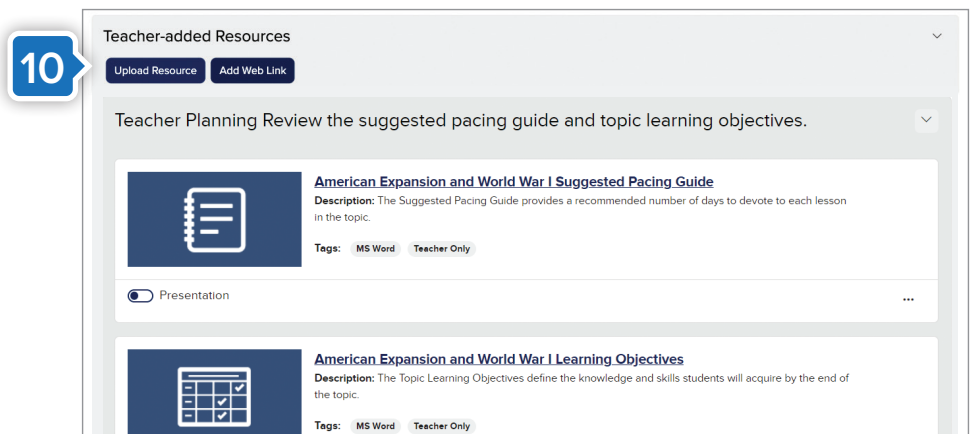 10
Teacher-added Resources
Upload Resource Add Web Link
Teacher Planning Review the suggested pacing guide and topic learning objectives.
American Expansion and World War I Suggested Pacing Guide
Description: The Suggested Pacing Guide provides a recommended number of days to devote to each lesson
in the topic.
Tags: MS Word Teacher Only
Presentation
...
American Expansion and World War I Learning Objectives
Description: The Topic Learning Objectives define the knowledge and skills students will acquire by the end of
the topic.
Tags: MS Word Teacher Only